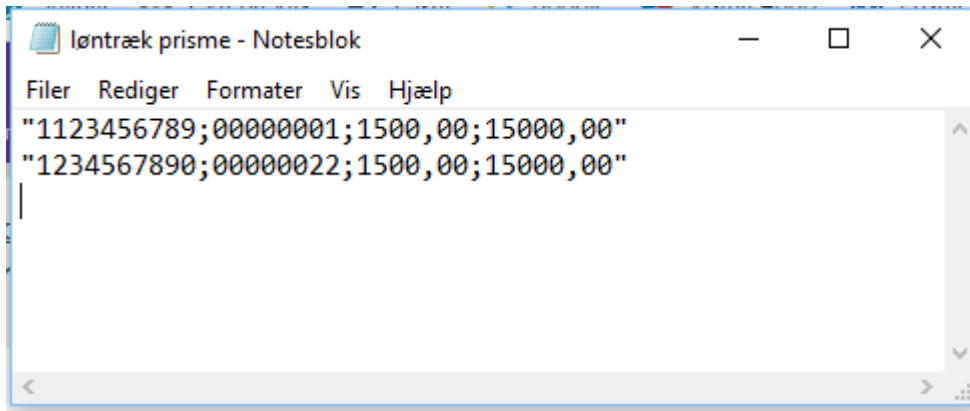 løntræk prisme - Notesblok
Filer Rediger Formater Vis Hjælp
"1123456789;00000001;1500,00;15000,00"
"1234567890;00000022;1500,00;15000,00"